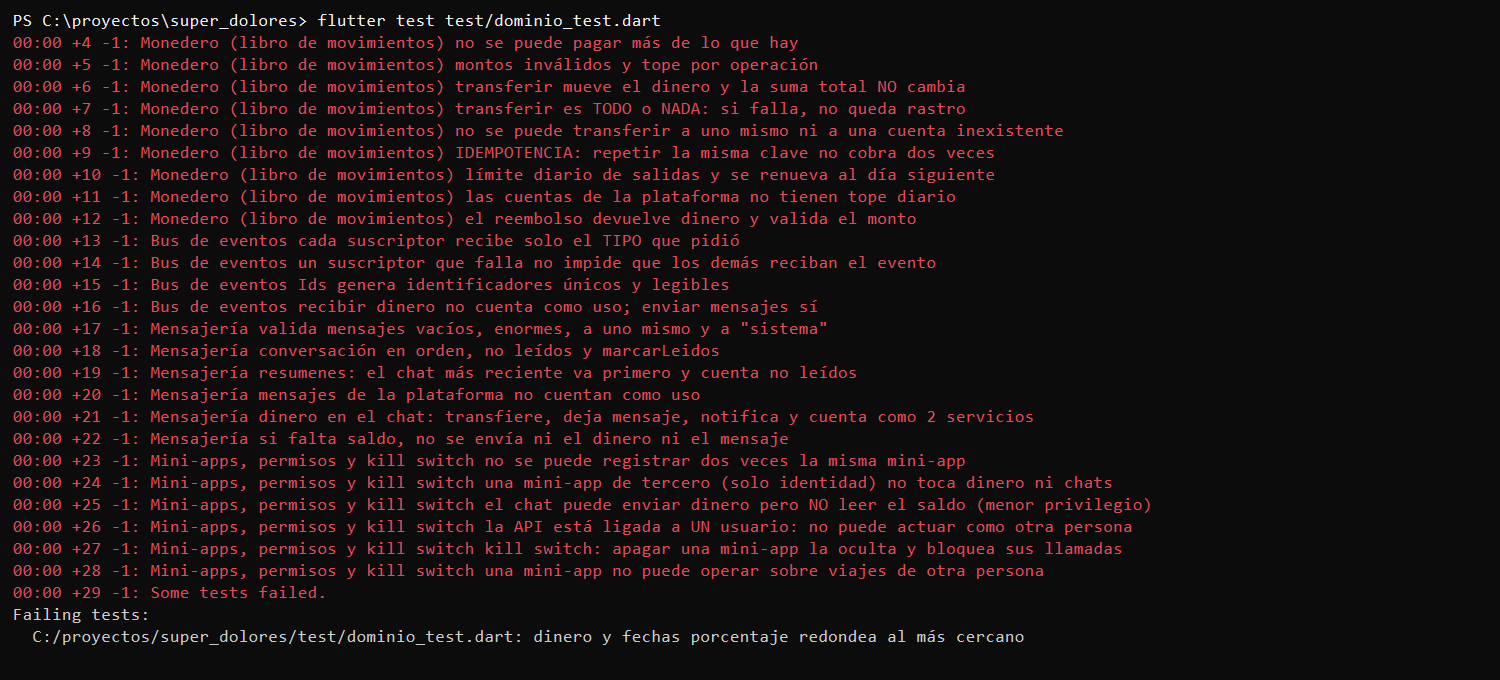 PS C:\proyectos\super_dolores> flutter test test/dominio_test.dart
00:00 +4 -1: Monedero (libro de movimientos) no se puede pagar más de lo que hay
00:00 +5 -1: Monedero (libro de movimientos) montos inválidos y tope por operación
00:00 +6 -1: Monedero (libro de movimientos) transferir mueve el dinero y la suma total NO cambia
00:00 +7 -1: Monedero (libro de movimientos) transferir es TODO o NADA: si falla, no queda rastro
00:00 +8 -1: Monedero (libro de movimientos) no se puede transferir a uno mismo ni a una cuenta inexistente
00:00 +9 -1: Monedero (libro de movimientos) IDEMPOTENCIA: repetir la misma clave no cobra dos veces
00:00 +10 -1: Monedero (libro de movimientos) límite diario de salidas y se renueva al día siguiente
00:00 +11 -1: Monedero (libro de movimientos) las cuentas de la plataforma no tienen tope diario
00:00 +12 -1: Monedero (libro de movimientos) el reembolso devuelve dinero y valida el monto
00:00 +13 -1: Bus de eventos cada suscriptor recibe solo el TIPO que pidió
00:00 +14 -1: Bus de eventos un suscriptor que falla no impide que los demás reciban el evento
00:00 +15 -1: Bus de eventos Ids genera identificadores únicos y legibles
00:00 +16 -1: Bus de eventos recibir dinero no cuenta como uso; enviar mensajes sí
00:00 +17 -1: Mensajería valida mensajes vacíos, enormes, a uno mismo y a "sistema"
00:00 +18 -1: Mensajería conversación en orden, no leídos y marcarLeidos
00:00 +19 -1: Mensajería resumenes: el chat más reciente va primero y cuenta no leídos
00:00 +20 -1: Mensajería mensajes de la plataforma no cuentan como uso
00:00 +21 -1: Mensajería dinero en el chat: transfiere, deja mensaje, notifica y cuenta como 2 servicios
00:00 +22 -1: Mensajería si falta saldo, no se envía ni el dinero ni el mensaje
00:00 +23 -1: Mini-apps, permisos y kill switch no se puede registrar dos veces la misma mini-app
00:00 +24 -1: Mini-apps, permisos y kill switch una mini-app de tercero (solo identidad) no toca dinero ni chats
00:00 +25 -1: Mini-apps, permisos y kill switch el chat puede enviar dinero pero NO leer el saldo (menor privilegio)
00:00 +26 -1: Mini-apps, permisos y kill switch la API está ligada a UN usuario: no puede actuar como otra persona
00:00 +27 -1: Mini-apps, permisos y kill switch kill switch: apagar una mini-app la oculta y bloquea sus llamadas
00:00 +28 -1: Mini-apps, permisos y kill switch una mini-app no puede operar sobre viajes de otra persona
00:00 +29 -1: Some tests failed.
Failing tests:
  C:/proyectos/super_dolores/test/dominio_test.dart: dinero y fechas porcentaje redondea al más cercano